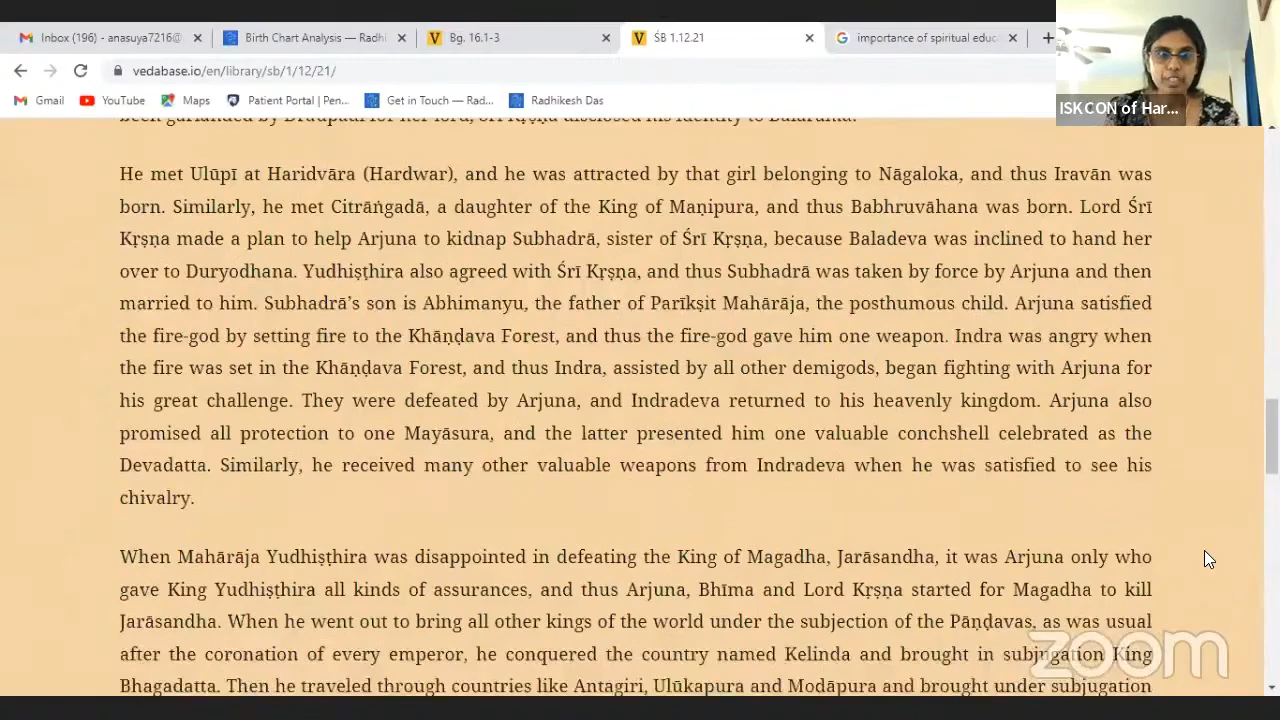 Inbox (196) - anasuya7216@
Birth Chart Analysis — Radhi
Bg. 16.1-3
ŚB 1.12.21
importance of spiritual educ
vedabase.io/en/library/sb/1/12/21/
Gmail
YouTube
Maps
Patient Portal | Pen...
Get in Touch — Rad...
Radhikesh Das
ISKCON of Har...
been garlanded by Draupadī for her lord, Śrī Kṛṣṇa disclosed his identity to Balarāma.
He met Ulūpī at Haridvāra (Hardwar), and he was attracted by that girl belonging to Nāgaloka, and thus Iravān was
born. Similarly, he met Citrāṅgadā, a daughter of the King of Maṇipura, and thus Babhruvāhana was born. Lord Śrī
Kṛṣṇa made a plan to help Arjuna to kidnap Subhadrā, sister of Śrī Kṛṣṇa, because Baladeva was inclined to hand her
over to Duryodhana. Yudhiṣṭhira also agreed with Śrī Kṛṣṇa, and thus Subhadrā was taken by force by Arjuna and then
married to him. Subhadrā's son is Abhimanyu, the father of Parīkṣit Mahārāja, the posthumous child. Arjuna satisfied
the fire-god by setting fire to the Khāṇḍava Forest, and thus the fire-god gave him one weapon. Indra was angry when
the fire was set in the Khāṇḍava Forest, and thus Indra, assisted by all other demigods, began fighting with Arjuna for
his great challenge. They were defeated by Arjuna, and Indradeva returned to his heavenly kingdom. Arjuna also
promised all protection to one Mayāsura, and the latter presented him one valuable conchshell celebrated as the
Devadatta. Similarly, he received many other valuable weapons from Indradeva when he was satisfied to see his
chivalry.
When Mahārāja Yudhiṣṭhira was disappointed in defeating the King of Magadha, Jarāsandha, it was Arjuna only who
gave King Yudhiṣṭhira all kinds of assurances, and thus Arjuna, Bhīma and Lord Kṛṣṇa started for Magadha to kill
Jarāsandha. When he went out to bring all other kings of the world under the subjection of the Pāṇḍavas, as was usual
after the coronation of every emperor, he conquered the country named Kelinda and brought in subjugation King
Bhagadatta. Then he traveled through countries like Antagiri, Ulūkapura and Modāpura and brought under subjugation
zoom